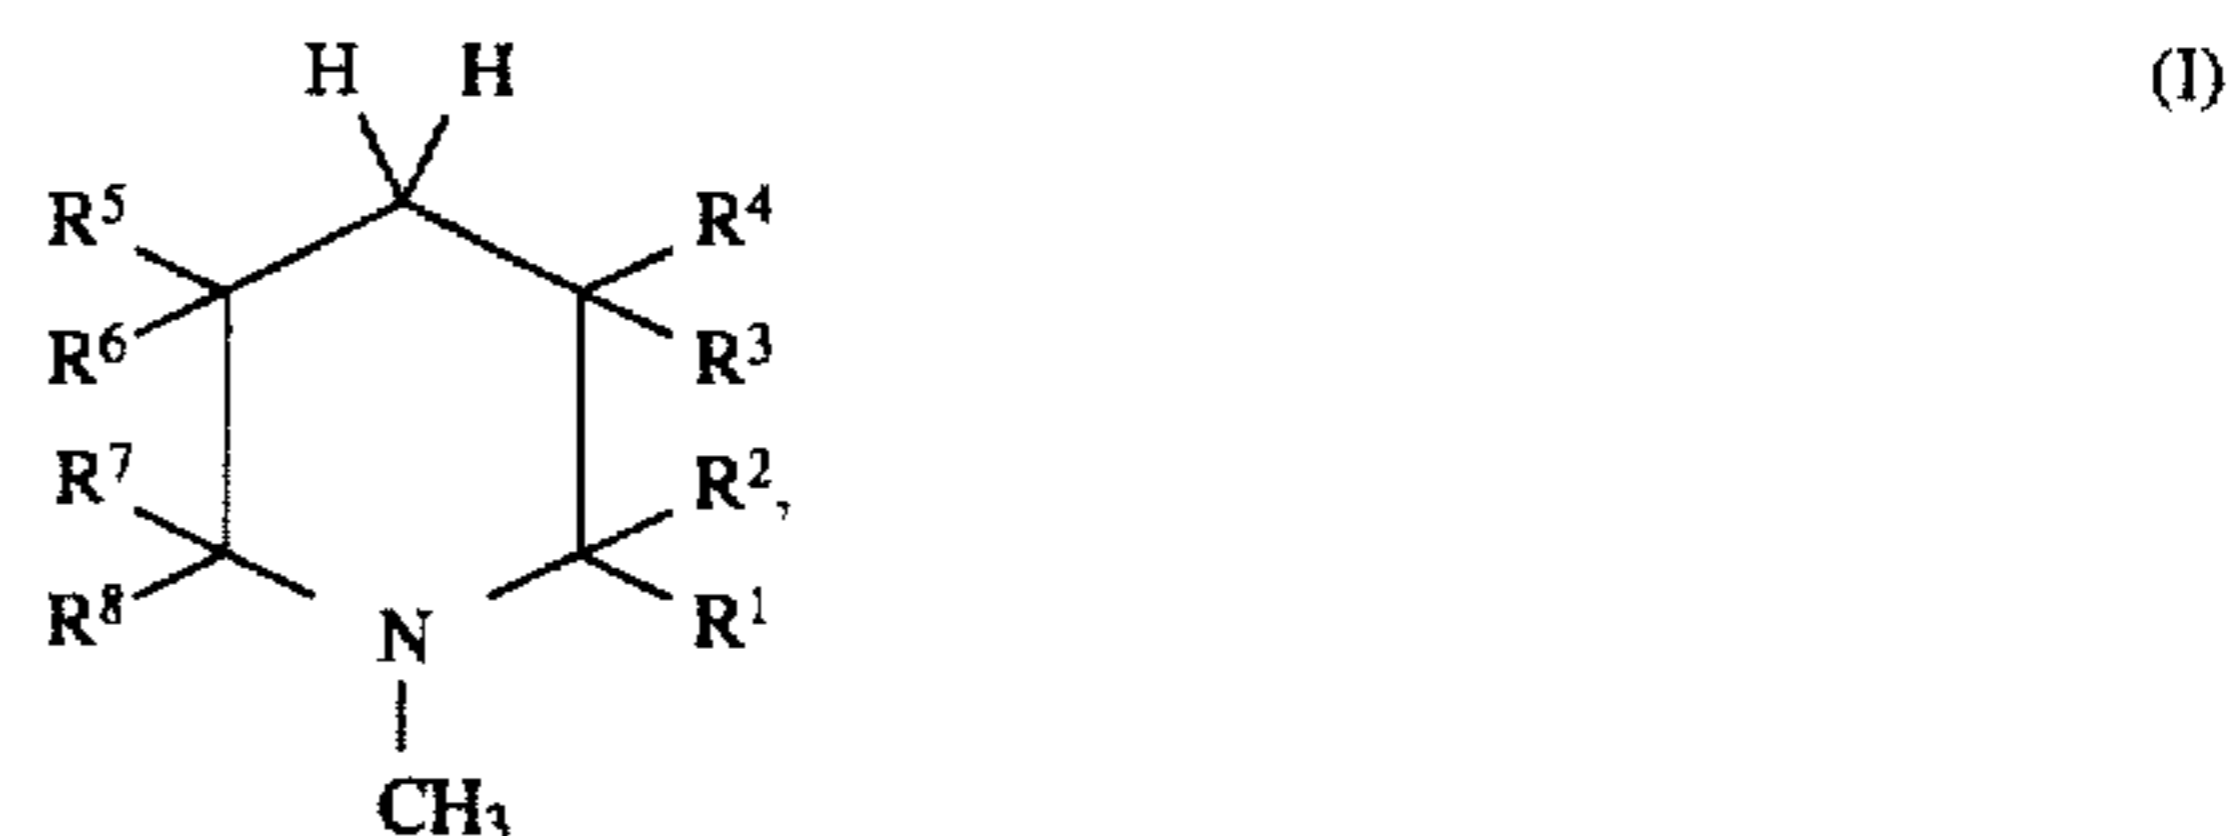 H H (I)
R⁵ R⁴
R⁶ R³
R⁷ R²,
R⁸ N R¹
CH₃